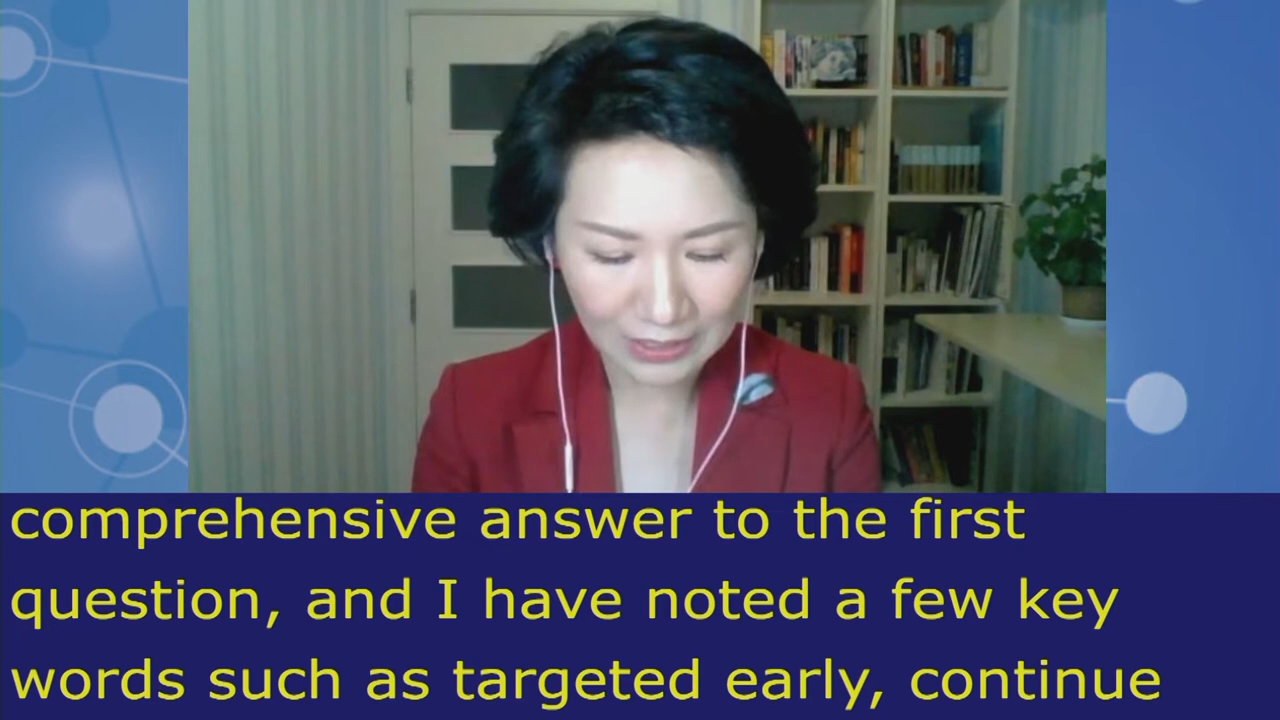 comprehensive answer to the first
question, and I have noted a few key
words such as targeted early, continue